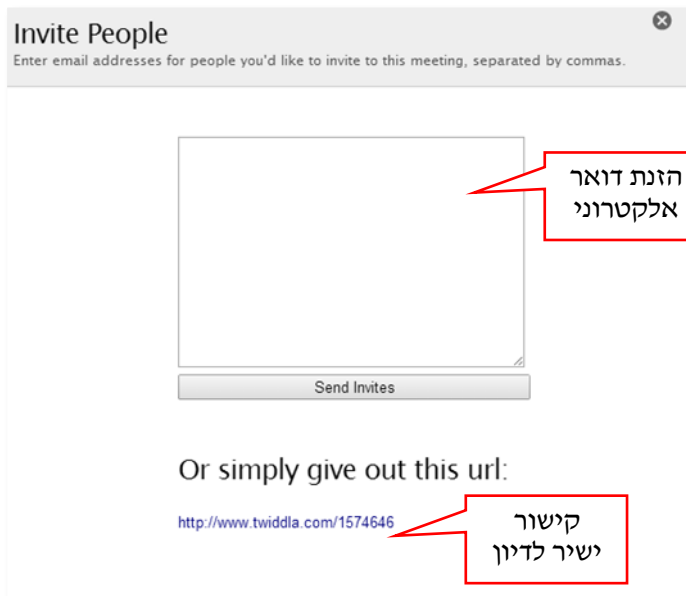 Invite People
Enter email addresses for people you'd like to invite to this meeting, separated by commas.
הזנת דואר
אלקטרוני
Send Invites
Or simply give out this url:
http://www.twiddla.com/1574646
קישור
ישיר לדיון